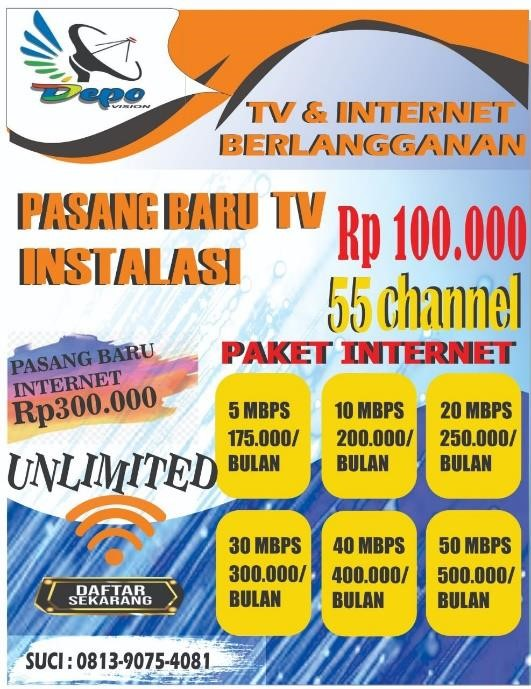 Depo
VISION
TV & INTERNET
BERLANGGANAN
PASANG BARU TV
INSTALASI
Rp 100.000
55 channel
PASANG BARU
INTERNET
Rp300.000
UNLIMITED
PAKET INTERNET
5 MBPS
175.000/
BULAN
10 MBPS
200.000/
BULAN
20 MBPS
250.000/
BULAN
30 MBPS
300.000/
BULAN
40 MBPS
400.000/
BULAN
50 MBPS
500.000/
BULAN
DAFTAR
SEKARANG
SUCI : 0813-9075-4081